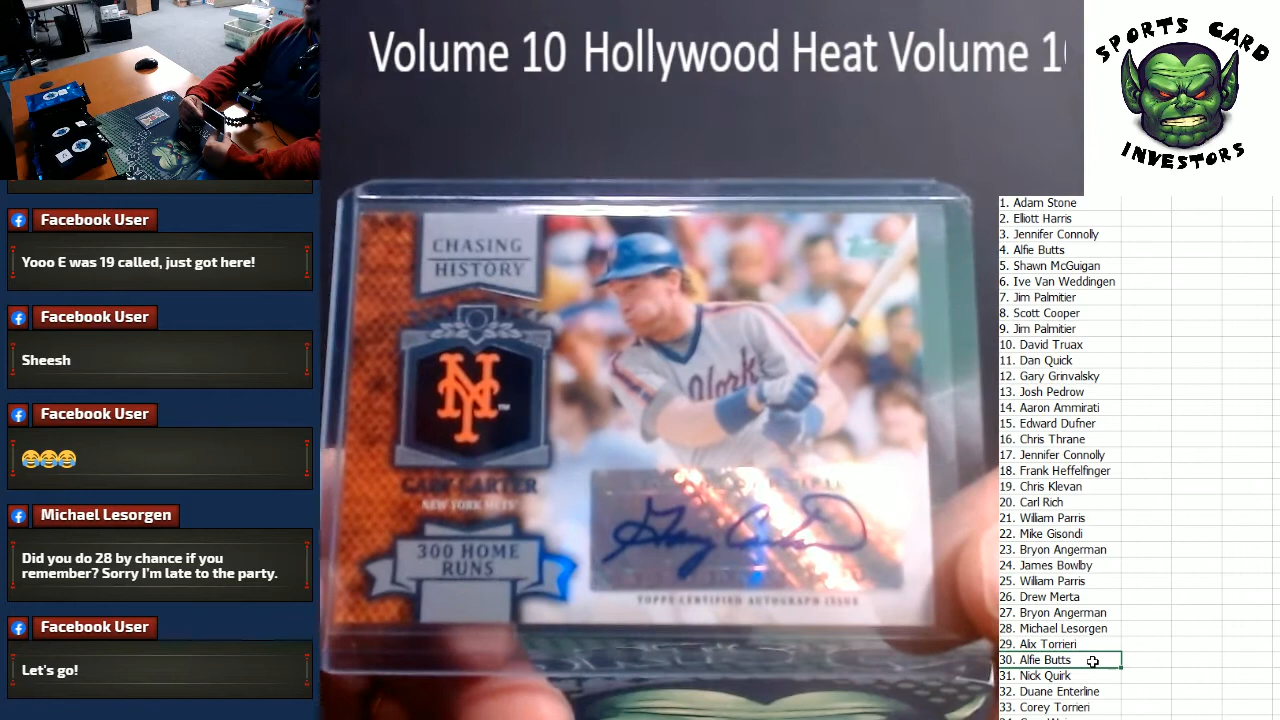 Volume 10 Hollywood Heat Volume 1
SPORTS CARD
INVESTORS
Facebook User
Yooo E was 19 called, just got here!
Facebook User
Sheesh
Facebook User
😂😂😂
Michael Lesorgen
Did you do 28 by chance if you
remember? Sorry I'm late to the party.
Facebook User
Let's go!
CHASING
HISTORY
NY
TM
GARY CARTER
NEW YORK METS
300 HOME
RUNS
York
Gary Carter
TOPPS CERTIFIED AUTOGRAPH ISSUE
1. Adam Stone
2. Elliott Harris
3. Jennifer Connolly
4. Alfie Butts
5. Shawn McGuigan
6. Ive Van Weddingen
7. Jim Palmitier
8. Scott Cooper
9. Jim Palmitier
10. David Truax
11. Dan Quick
12. Gary Grinvalsky
13. Josh Pedrow
14. Aaron Ammirati
15. Edward Dufner
16. Chris Thrane
17. Jennifer Connolly
18. Frank Heffelfinger
19. Chris Klevan
20. Carl Rich
21. Wiliam Parris
22. Mike Gisondi
23. Bryon Angerman
24. James Bowlby
25. Wiliam Parris
26. Drew Merta
27. Bryon Angerman
28. Michael Lesorgen
29. Alix Torrieri
30. Alfie Butts
31. Nick Quirk
32. Duane Enterline
33. Corey Torrieri